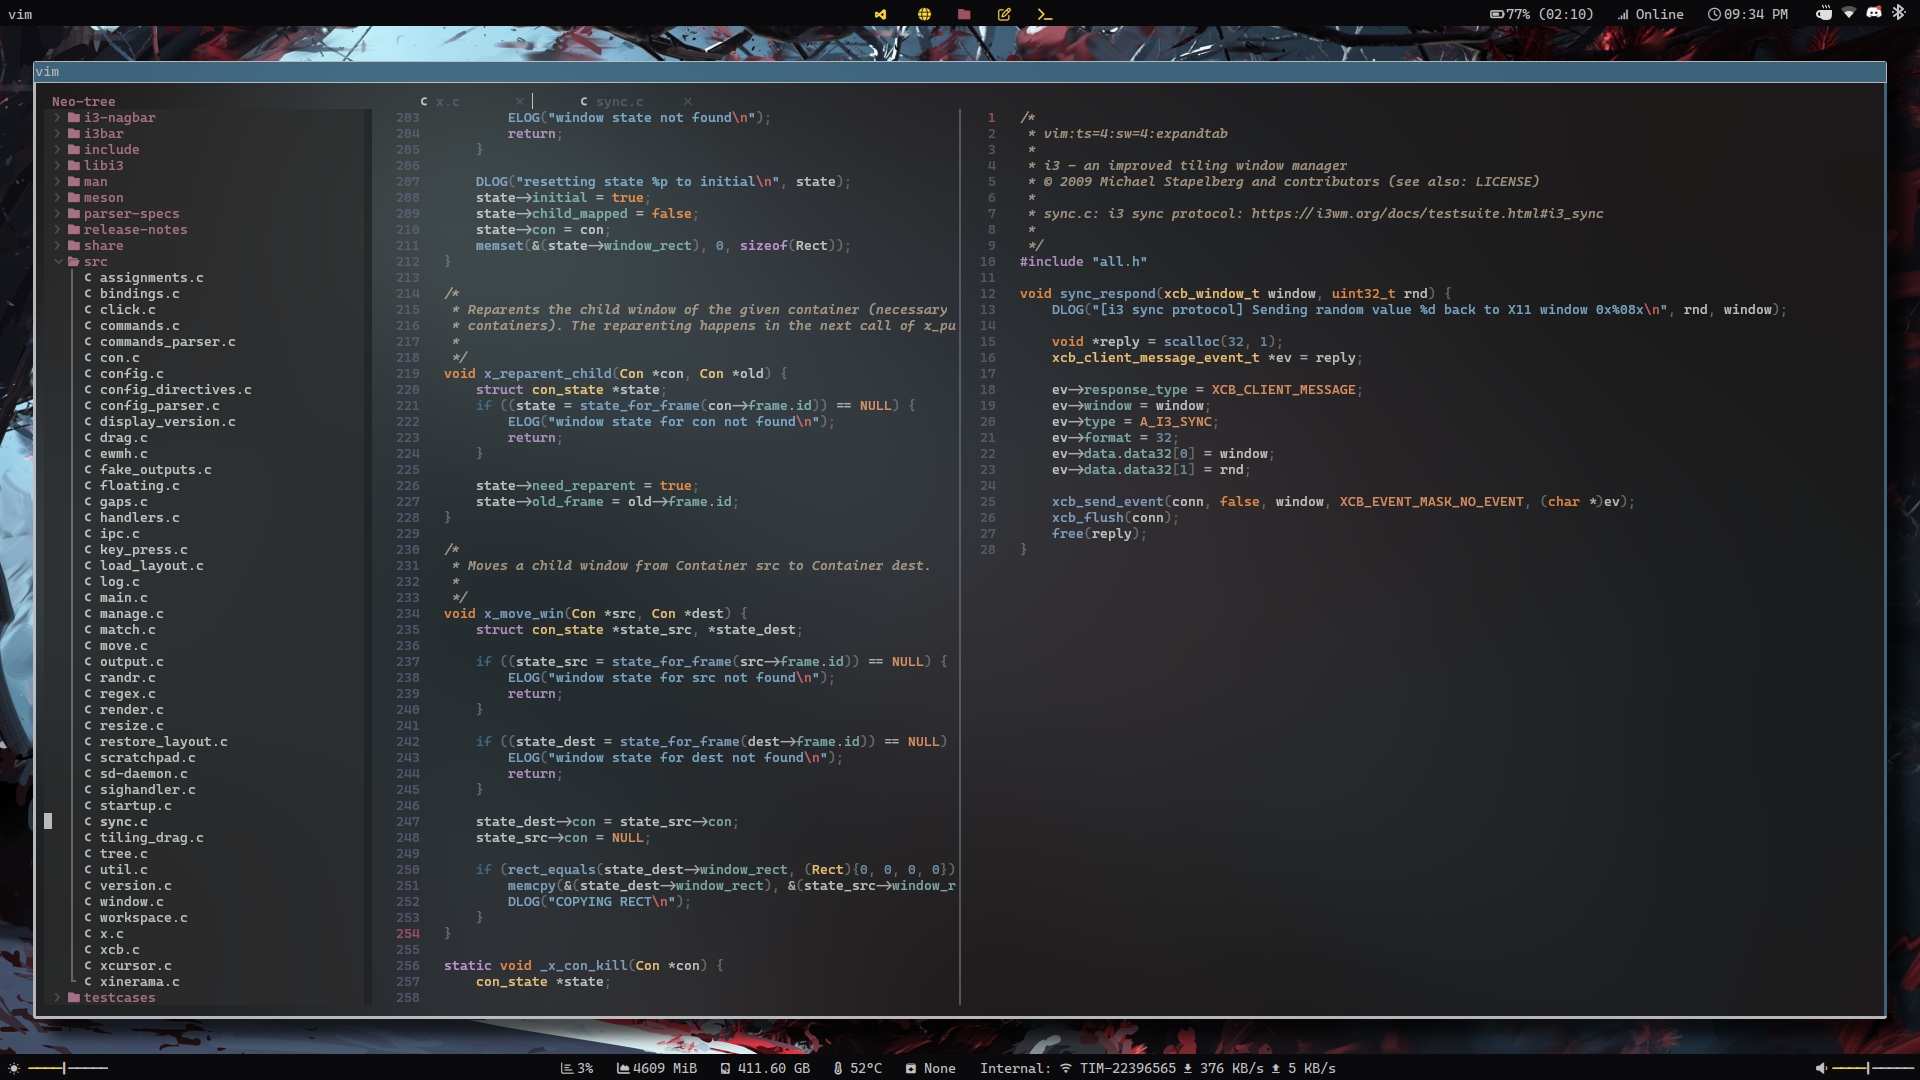 vim
77% (02:10) Online 09:34 PM
vim
Neo-tree
i3-nagbar
i3bar
include
libi3
man
meson
parser-specs
release-notes
share
src
C assignments.c
C bindings.c
C click.c
C commands.c
C commands_parser.c
C con.c
C config.c
C config_directives.c
C config_parser.c
C display_version.c
C drag.c
C ewmh.c
C fake_outputs.c
C floating.c
C gaps.c
C handlers.c
C ipc.c
C key_press.c
C load_layout.c
C log.c
C main.c
C manage.c
C match.c
C move.c
C output.c
C randr.c
C regex.c
C render.c
C resize.c
C restore_layout.c
C scratchpad.c
C sd-daemon.c
C sighandler.c
C startup.c
C sync.c
C tiling_drag.c
C tree.c
C util.c
C version.c
C window.c
C workspace.c
C x.c
C xcb.c
C xcursor.c
C xinerama.c
testcases
C x.c × C sync.c ×
203         ELOG("window state not found\n");
204         return;
205     }
206
207     DLOG("resetting state %p to initial\n", state);
208     state->initial = true;
209     state->child_mapped = false;
210     state->con = con;
211     memset(&(state->window_rect), 0, sizeof(Rect));
212 }
213
214 /*
215  * Reparents the child window of the given container (necessary
216  * containers). The reparenting happens in the next call of x_pu
217  *
218  */
219 void x_reparent_child(Con *con, Con *old) {
220     struct con_state *state;
221     if ((state = state_for_frame(con->frame.id)) == NULL) {
222         ELOG("window state for con not found\n");
223         return;
224     }
225
226     state->need_reparent = true;
227     state->old_frame = old->frame.id;
228 }
229
230 /*
231  * Moves a child window from Container src to Container dest.
232  *
233  */
234 void x_move_win(Con *src, Con *dest) {
235     struct con_state *state_src, *state_dest;
236
237     if ((state_src = state_for_frame(src->frame.id)) == NULL) {
238         ELOG("window state for src not found\n");
239         return;
240     }
241
242     if ((state_dest = state_for_frame(dest->frame.id)) == NULL)
243         ELOG("window state for dest not found\n");
244         return;
245     }
246
247     state_dest->con = state_src->con;
248     state_src->con = NULL;
249
250     if (rect_equals(state_dest->window_rect, (Rect){0, 0, 0, 0})
251         memcpy(&(state_dest->window_rect), &(state_src->window_r
252         DLOG("COPYING RECT\n");
253     }
254 }
255
256 static void _x_con_kill(Con *con) {
257     con_state *state;
258
1 /*
2  * vim:ts=4:sw=4:expandtab
3  *
4  * i3 - an improved tiling window manager
5  * © 2009 Michael Stapelberg and contributors (see also: LICENSE)
6  *
7  * sync.c: i3 sync protocol: https://i3wm.org/docs/testsuite.html#i3_sync
8  *
9  */
10 #include "all.h"
11
12 void sync_respond(xcb_window_t window, uint32_t rnd) {
13     DLOG("[i3 sync protocol] Sending random value %d back to X11 window 0x%08x\n", rnd, window);
14
15     void *reply = scalloc(32, 1);
16     xcb_client_message_event_t *ev = reply;
17
18     ev->response_type = XCB_CLIENT_MESSAGE;
19     ev->window = window;
20     ev->type = A_I3_SYNC;
21     ev->format = 32;
22     ev->data.data32[0] = window;
23     ev->data.data32[1] = rnd;
24
25     xcb_send_event(conn, false, window, XCB_EVENT_MASK_NO_EVENT, (char *)ev);
26     xcb_flush(conn);
27     free(reply);
28 }
3% 4609 MiB 411.60 GB 52°C None Internal: TIM-22396565 376 KB/s 5 KB/s